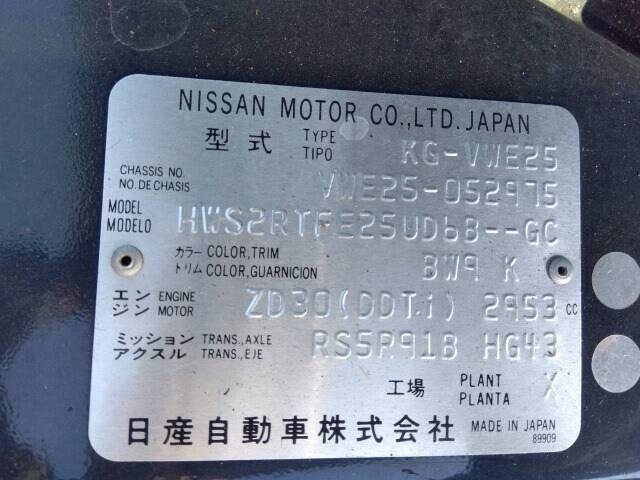 NISSAN MOTOR CO.,LTD. JAPAN
型式 TYPE TIPO KG-VWE25
CHASSIS NO. NO. DE CHASIS VWE25-052975
MODEL MODELO HWS2RTFE25UD6B--GC
カラー COLOR,TRIM
トリム COLOR,GUARNICION BW9 K
エン ENGINE
ジン MOTOR ZD30(DDTi) 2953 CC
ミッション TRANS.,AXLE
アクスル TRANS.,EJE RS5R91B HG43
工場 PLANT PLANTA X
日産自動車株式会社 MADE IN JAPAN
89909